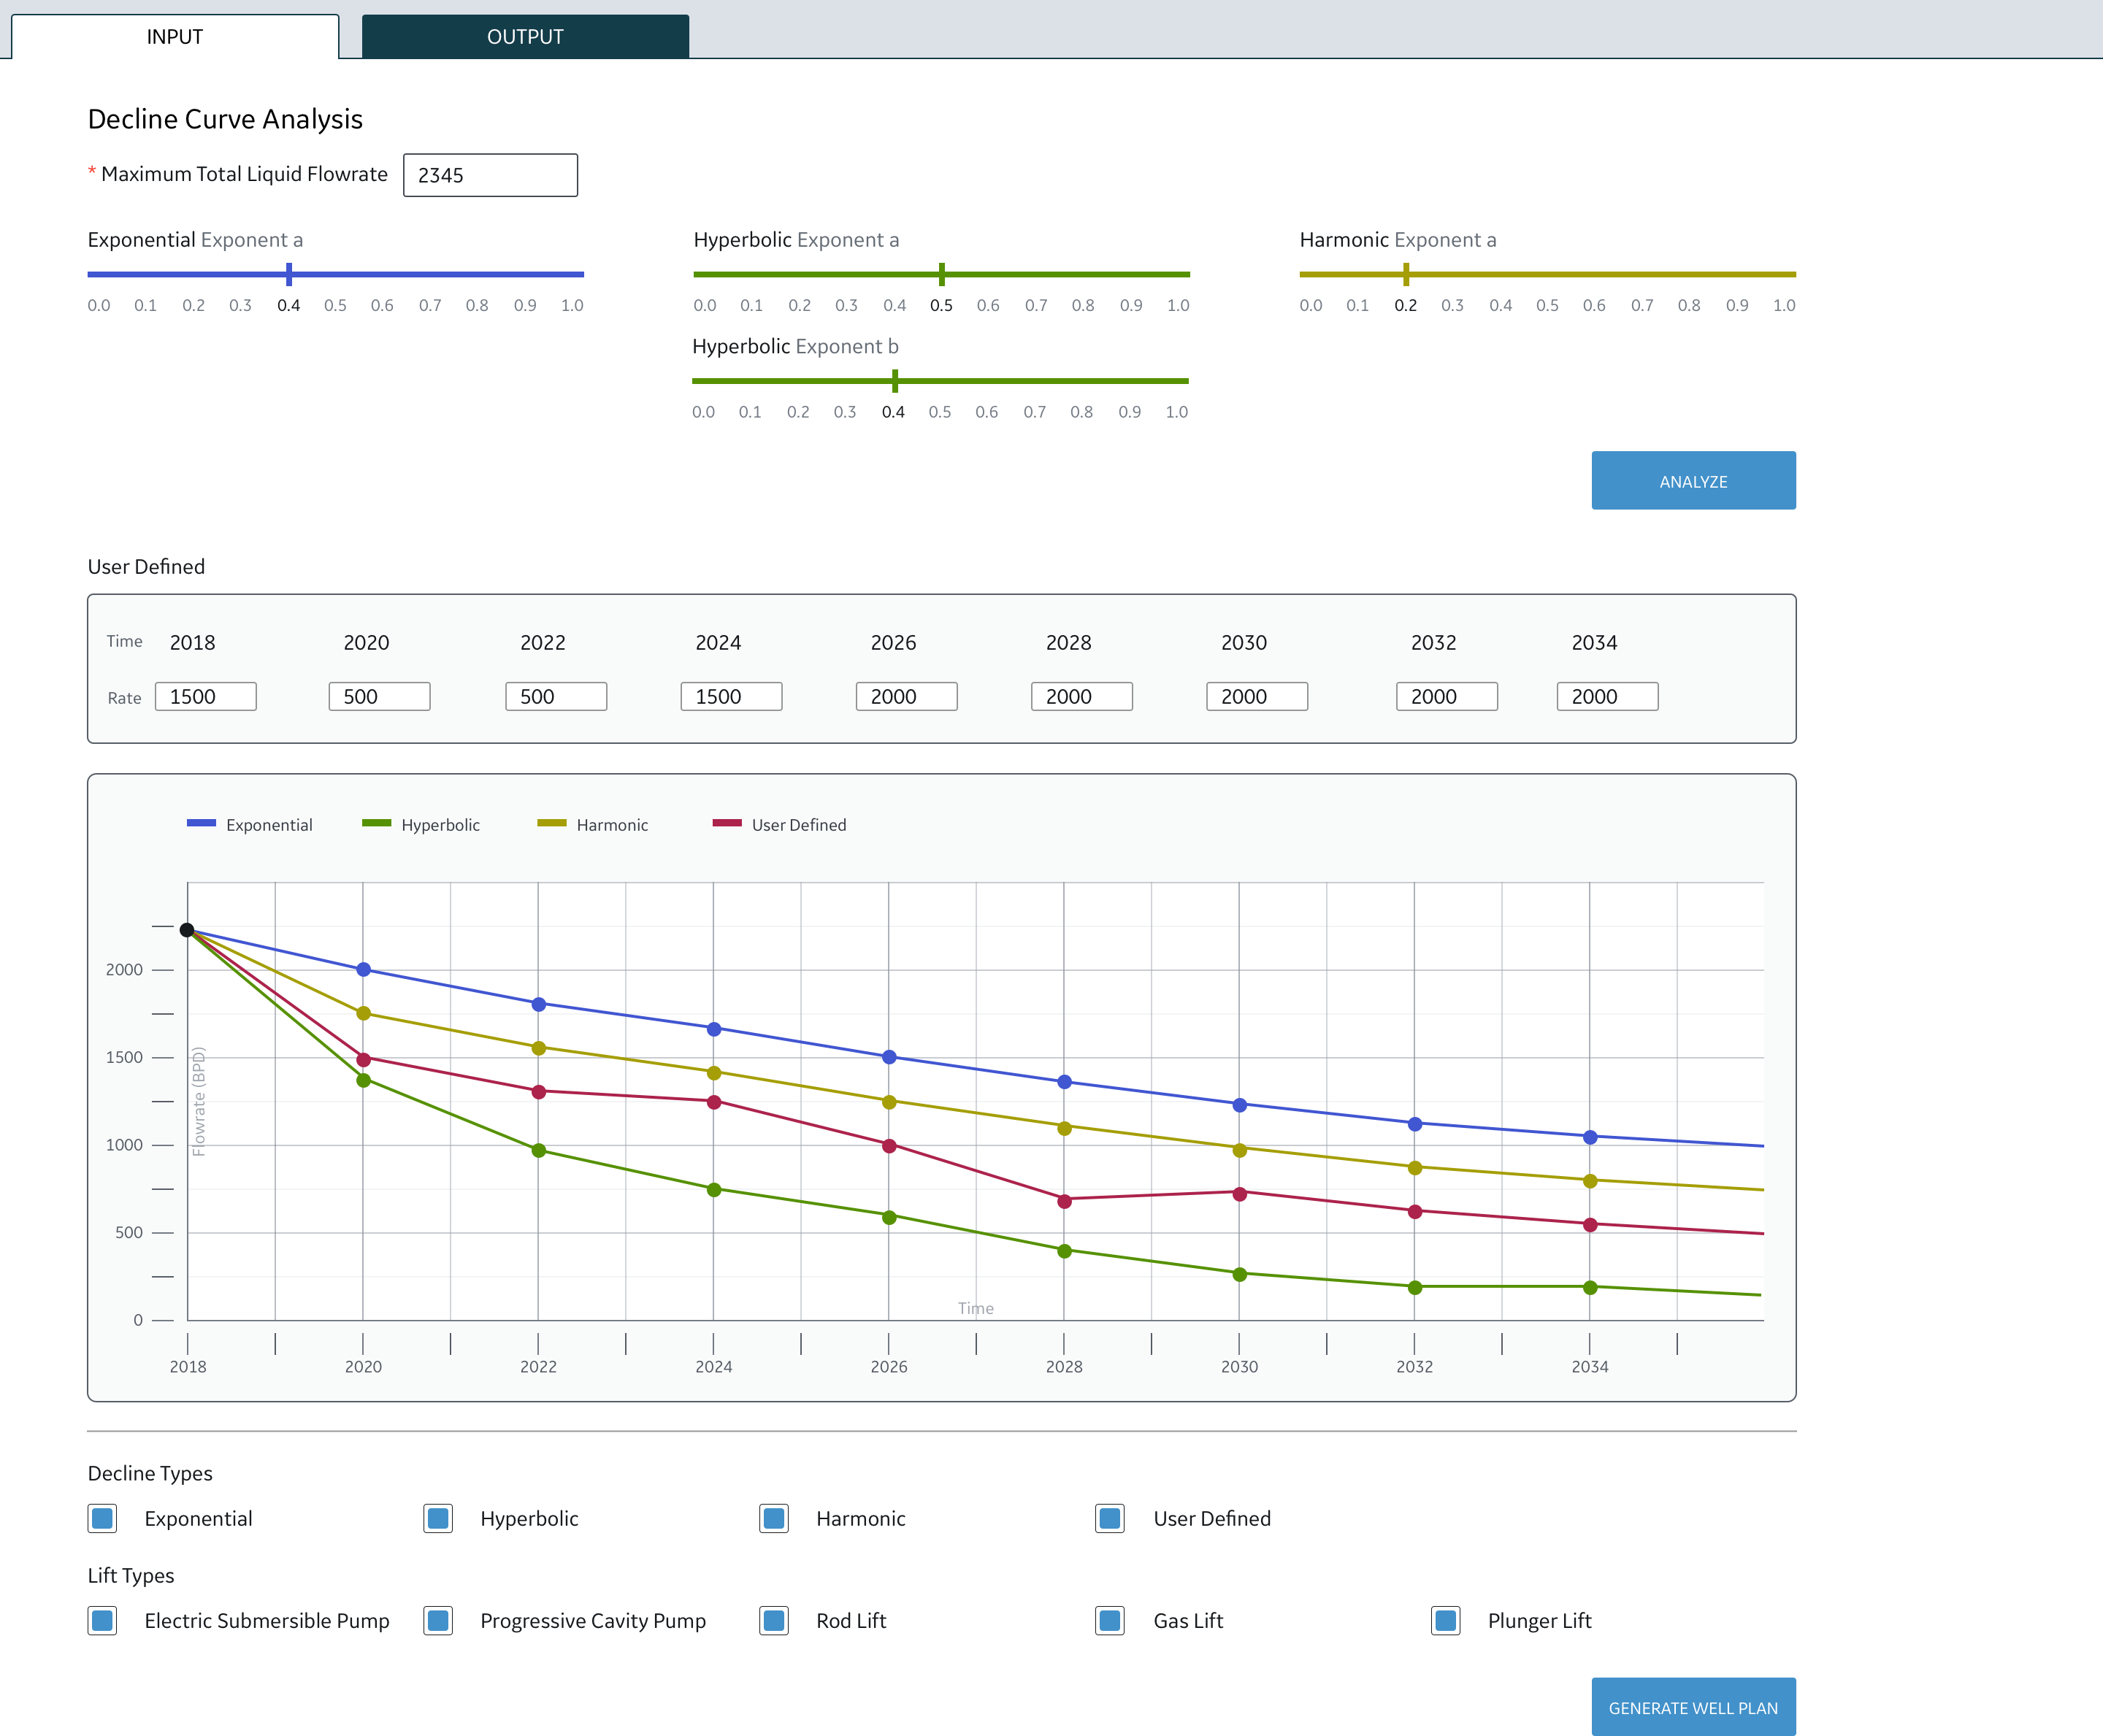 INPUT OUTPUT
Decline Curve Analysis
* Maximum Total Liquid Flowrate 2345
Exponential Exponent a
0.0 0.1 0.2 0.3 0.4 0.5 0.6 0.7 0.8 0.9 1.0
Hyperbolic Exponent a
0.0 0.1 0.2 0.3 0.4 0.5 0.6 0.7 0.8 0.9 1.0
Harmonic Exponent a
0.0 0.1 0.2 0.3 0.4 0.5 0.6 0.7 0.8 0.9 1.0
Hyperbolic Exponent b
0.0 0.1 0.2 0.3 0.4 0.5 0.6 0.7 0.8 0.9 1.0
ANALYZE
User Defined
Time 2018 2020 2022 2024 2026 2028 2030 2032 2034
Rate 1500 500 500 1500 2000 2000 2000 2000 2000
Exponential Hyperbolic Harmonic User Defined
2000
1500
1000
500
0
Flowrate (BPD)
Time
2018 2020 2022 2024 2026 2028 2030 2032 2034
Decline Types
Exponential Hyperbolic Harmonic User Defined
Lift Types
Electric Submersible Pump Progressive Cavity Pump Rod Lift Gas Lift Plunger Lift
GENERATE WELL PLAN